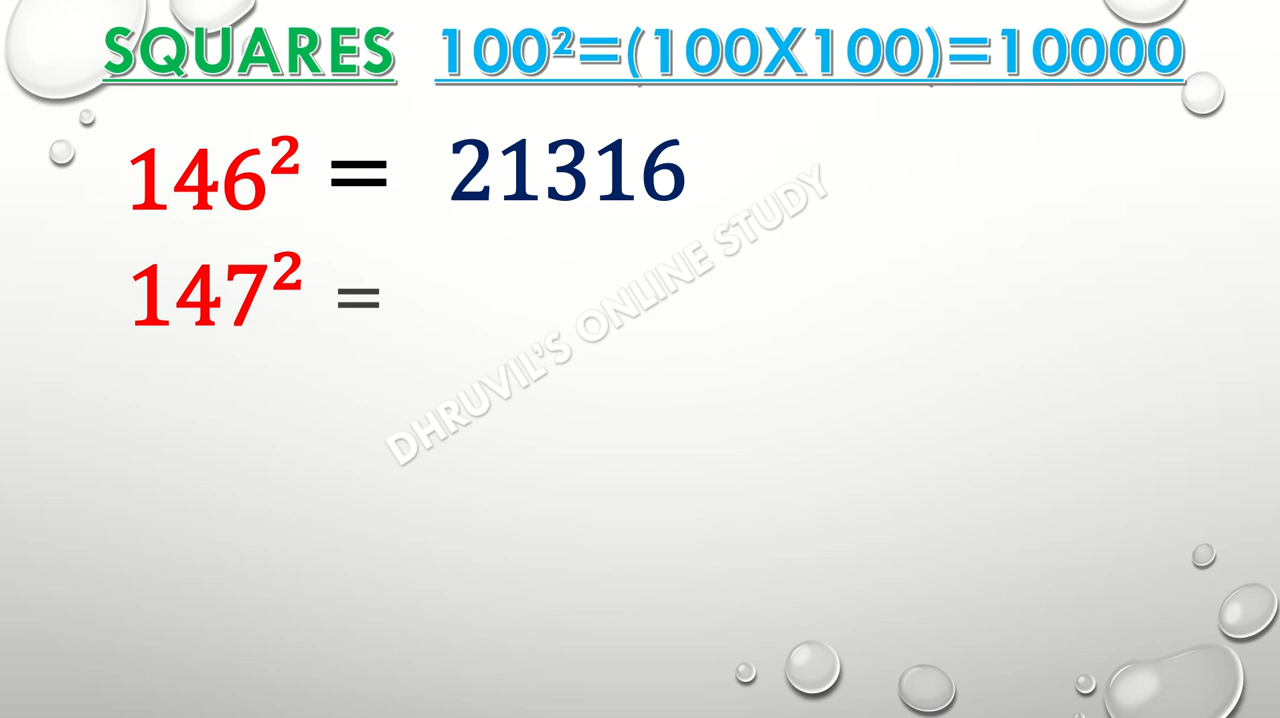 SQUARES 100²=(100X100)=10000
146² = 21316
147² =
DHRUVIL'S ONLINE STUDY